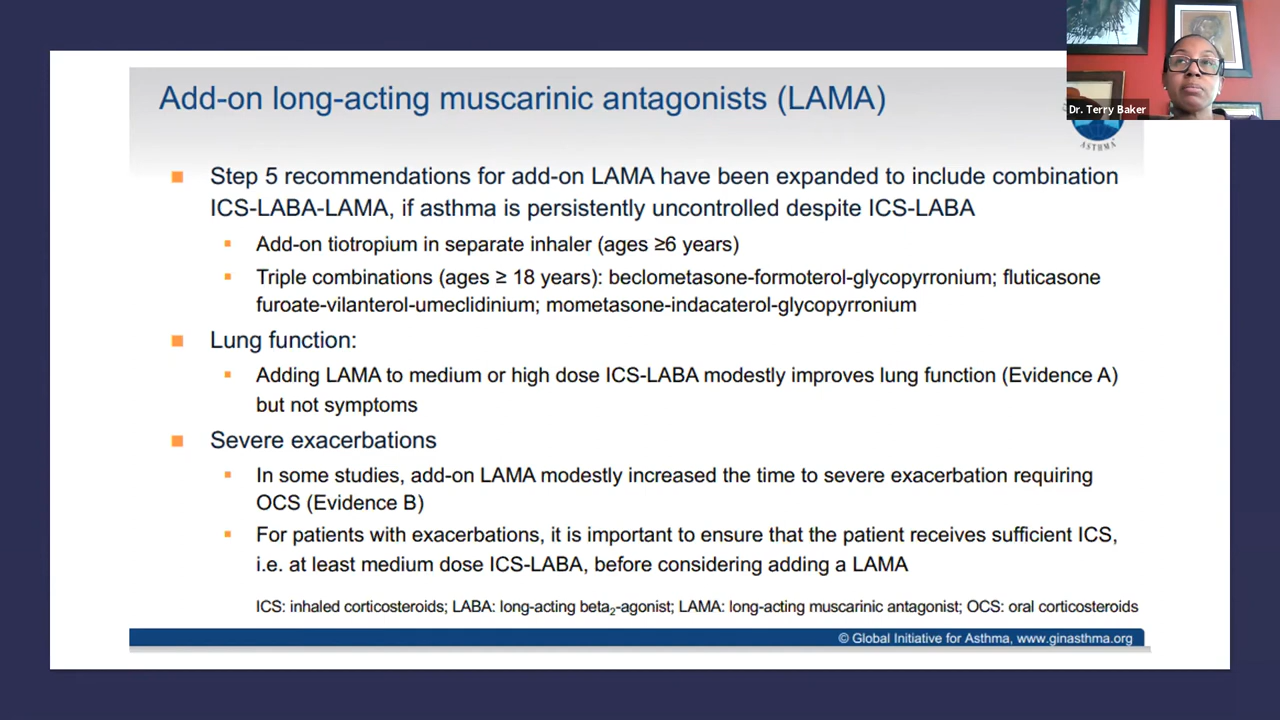 Add-on long-acting muscarinic antagonists (LAMA)
Dr. Terry Baker
ASTHMA
■ Step 5 recommendations for add-on LAMA have been expanded to include combination
ICS-LABA-LAMA, if asthma is persistently uncontrolled despite ICS-LABA
▪ Add-on tiotropium in separate inhaler (ages ≥6 years)
▪ Triple combinations (ages ≥ 18 years): beclometasone-formoterol-glycopyrronium; fluticasone
furoate-vilanterol-umeclidinium; mometasone-indacaterol-glycopyrronium
■ Lung function:
▪ Adding LAMA to medium or high dose ICS-LABA modestly improves lung function (Evidence A)
but not symptoms
■ Severe exacerbations
▪ In some studies, add-on LAMA modestly increased the time to severe exacerbation requiring
OCS (Evidence B)
▪ For patients with exacerbations, it is important to ensure that the patient receives sufficient ICS,
i.e. at least medium dose ICS-LABA, before considering adding a LAMA
ICS: inhaled corticosteroids; LABA: long-acting beta₂-agonist; LAMA: long-acting muscarinic antagonist; OCS: oral corticosteroids
© Global Initiative for Asthma, www.ginasthma.org